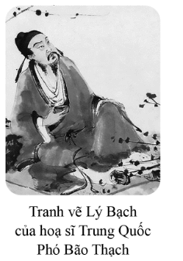 Tranh vẽ Lý Bạch
của hoạ sĩ Trung Quốc
Phó Bão Thạch